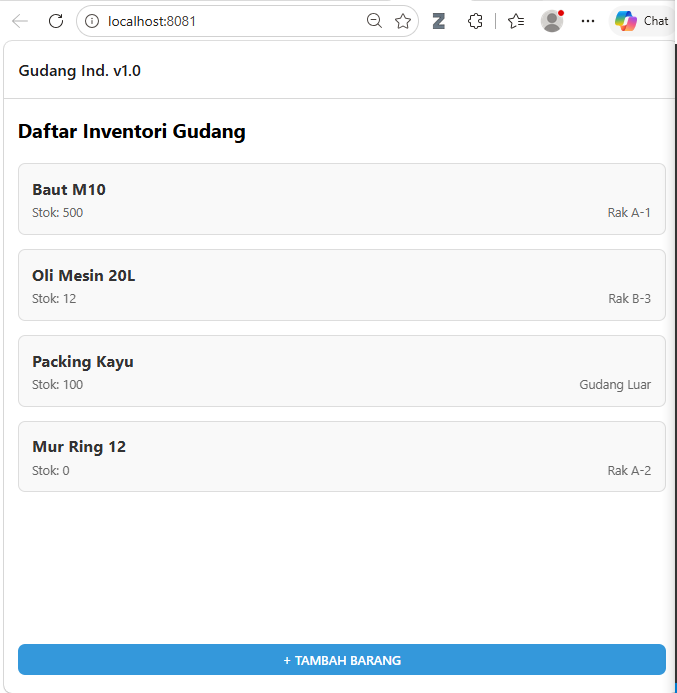 localhost:8081
Chat
Gudang Ind. v1.0
Daftar Inventori Gudang
Baut M10
Stok: 500 Rak A-1
Oli Mesin 20L
Stok: 12 Rak B-3
Packing Kayu
Stok: 100 Gudang Luar
Mur Ring 12
Stok: 0 Rak A-2
+ TAMBAH BARANG